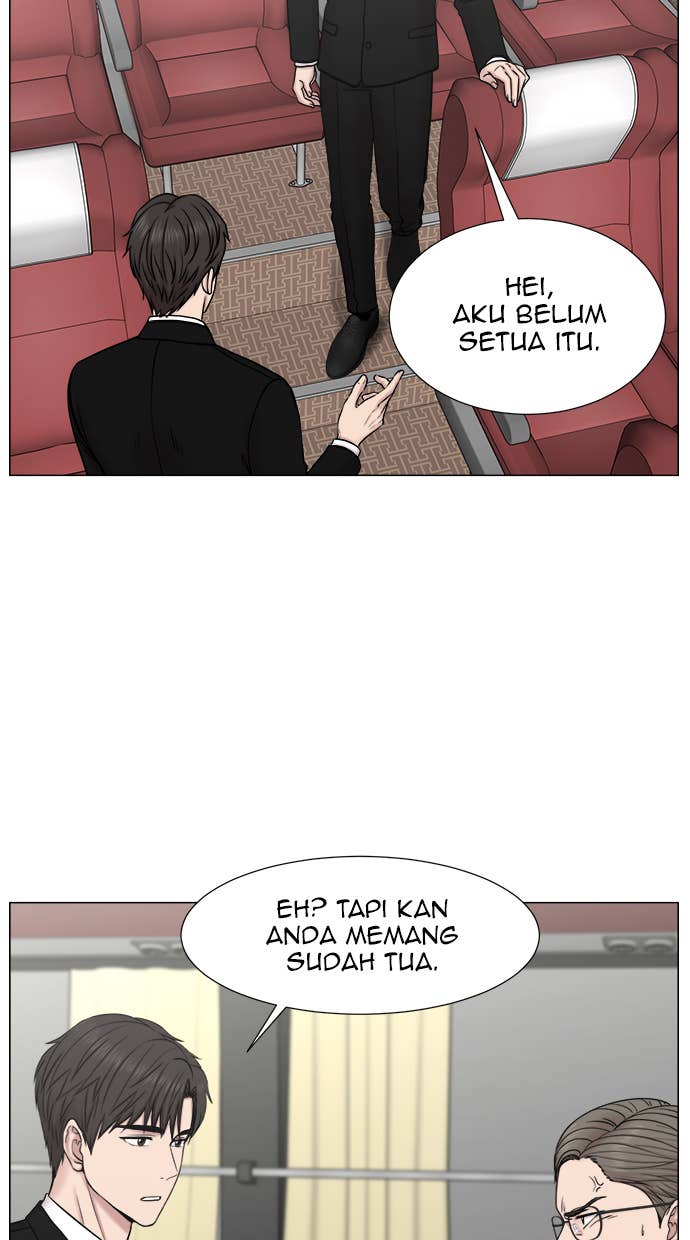 HEI,
AKU BELUM
SETUA ITU.
EH? TAPI KAN
ANDA MEMANG
SUDAH TUA.